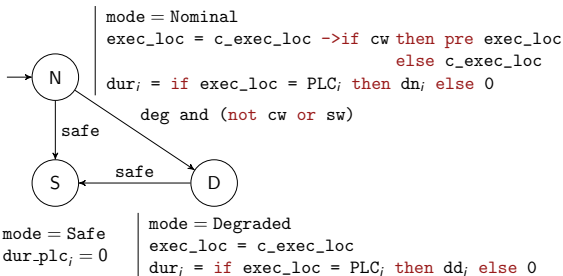 mode = Nominal
exec_loc = c_exec_loc ->if cw then pre exec_loc
else c_exec_loc
dur_i = if exec_loc = PLC_i then dn_i else 0
N
deg and (not cw or sw)
safe
safe
S
D
mode = Safe
dur_plc_i = 0
mode = Degraded
exec_loc = c_exec_loc
dur_i = if exec_loc = PLC_i then dd_i else 0